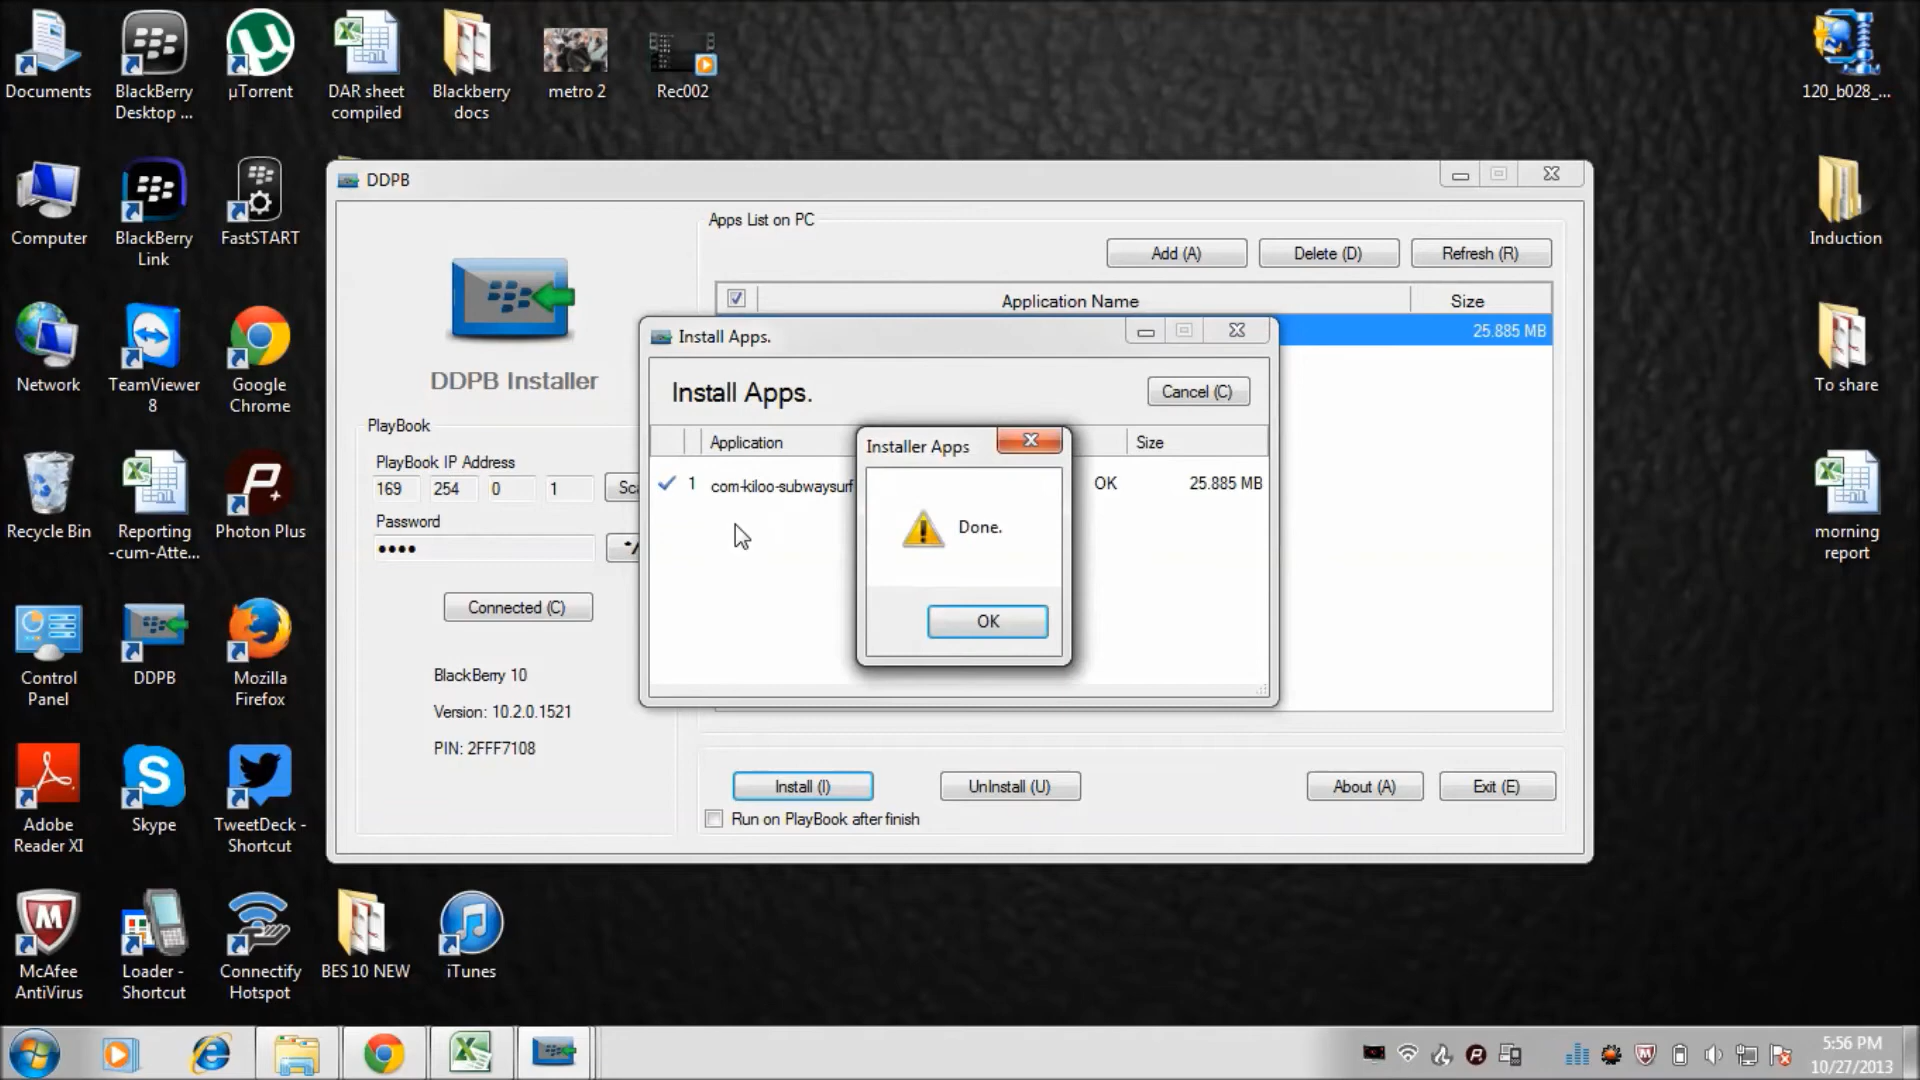 Documents
BlackBerry
Desktop ...
µTorrent
DAR sheet
compiled
Blackberry
docs
metro 2
Rec002
120_b028_...
Computer
BlackBerry
Link
FastSTART
Induction
Network
TeamViewer
8
Google
Chrome
To share
Recycle Bin
Reporting
-cum-Atte...
Photon Plus
morning
report
Control
Panel
DDPB
Mozilla
Firefox
Adobe
Reader XI
Skype
TweetDeck -
Shortcut
McAfee
AntiVirus
Loader -
Shortcut
Connectify
Hotspot
BES 10 NEW
iTunes
DDPB
DDPB Installer
PlayBook
PlayBook IP Address
169 254 0 1
Password
Connected (C)
BlackBerry 10
Version: 10.2.0.1521
PIN: 2FFF7108
Apps List on PC
Add (A) Delete (D) Refresh (R)
Application Name Size
25.885 MB
Install Apps.
Install Apps.
Cancel (C)
Application Size
1 com-kiloo-subwaysurf OK 25.885 MB
Installer Apps
Done.
OK
Install (I) UnInstall (U) About (A) Exit (E)
Run on PlayBook after finish
5:56 PM
10/27/2013